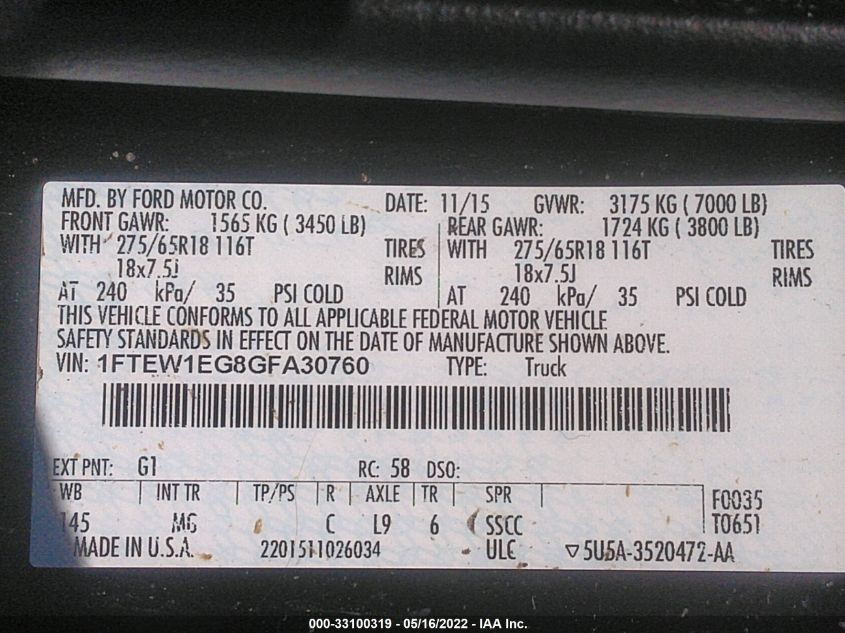 MFD. BY FORD MOTOR CO. DATE: 11/15 GVWR: 3175 KG ( 7000 LB)
FRONT GAWR: 1565 KG ( 3450 LB) REAR GAWR: 1724 KG ( 3800 LB)
WITH 275/65R18 116T TIRES WITH 275/65R18 116T TIRES
18x7.5J RIMS 18x7.5J RIMS
AT 240 kPa/ 35 PSI COLD AT 240 kPa/ 35 PSI COLD
THIS VEHICLE CONFORMS TO ALL APPLICABLE FEDERAL MOTOR VEHICLE
SAFETY STANDARDS IN EFFECT ON THE DATE OF MANUFACTURE SHOWN ABOVE.
VIN: 1FTEW1EG8GFA30760 TYPE: Truck
EXT PNT: G1 RC: 58 DSO:
WB INT TR TP/PS R AXLE TR SPR F0035
145 MG C L9 6 SSCC T0651
MADE IN U.S.A. 2201511026034 ULC ▽5U5A-3520472-AA
000-33100319 - 05/16/2022 - IAA Inc.